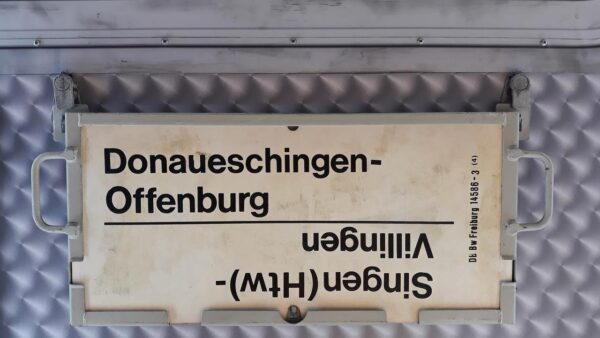 Donaueschingen-
Offenburg
Singen (Htw)-
Villingen
Db Bw Freiburg 14586-3 (4)